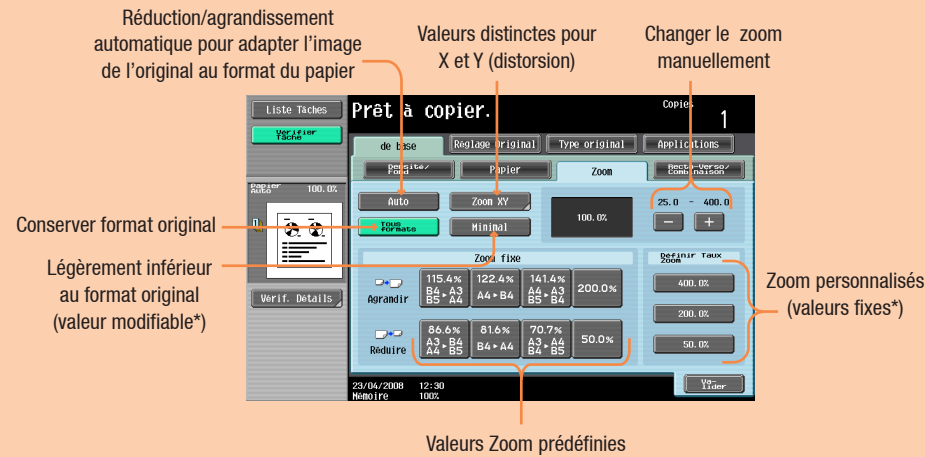 Réduction/agrandissement
automatique pour adapter l'image
de l'original au format du papier
Valeurs distinctes pour
X et Y (distorsion)
Changer le zoom
manuellement
Liste Tâches
Prêt à copier.
Copies
1
Vérifier
Tâche
de base
Réglage Original
Type original
Applications
Densité/
Fond
Papier
Zoom
Recto-Verso/
Combinaison
Papier
Auto
100.0%
Auto
Zoom XY
100.0%
25.0 - 400.0
Conserver format original
Tous
formats
Minimal
− +
Légèrement inférieur
au format original
(valeur modifiable*)
Zoom fixe
Définir Taux
Zoom
Zoom personnalisés
(valeurs fixes*)
Vérif. Détails
Agrandir
115.4%
B4▸A3
B5▸A4
122.4%
A4▸B4
141.4%
A4▸A3
B5▸B4
200.0%
400.0%
200.0%
50.0%
Réduire
86.6%
A3▸B4
A4▸B5
81.6%
B4▸A4
70.7%
A3▸A4
B4▸B5
50.0%
23/04/2008 12:30
Mémoire 100%
Va-
lider
Valeurs Zoom prédéfinies